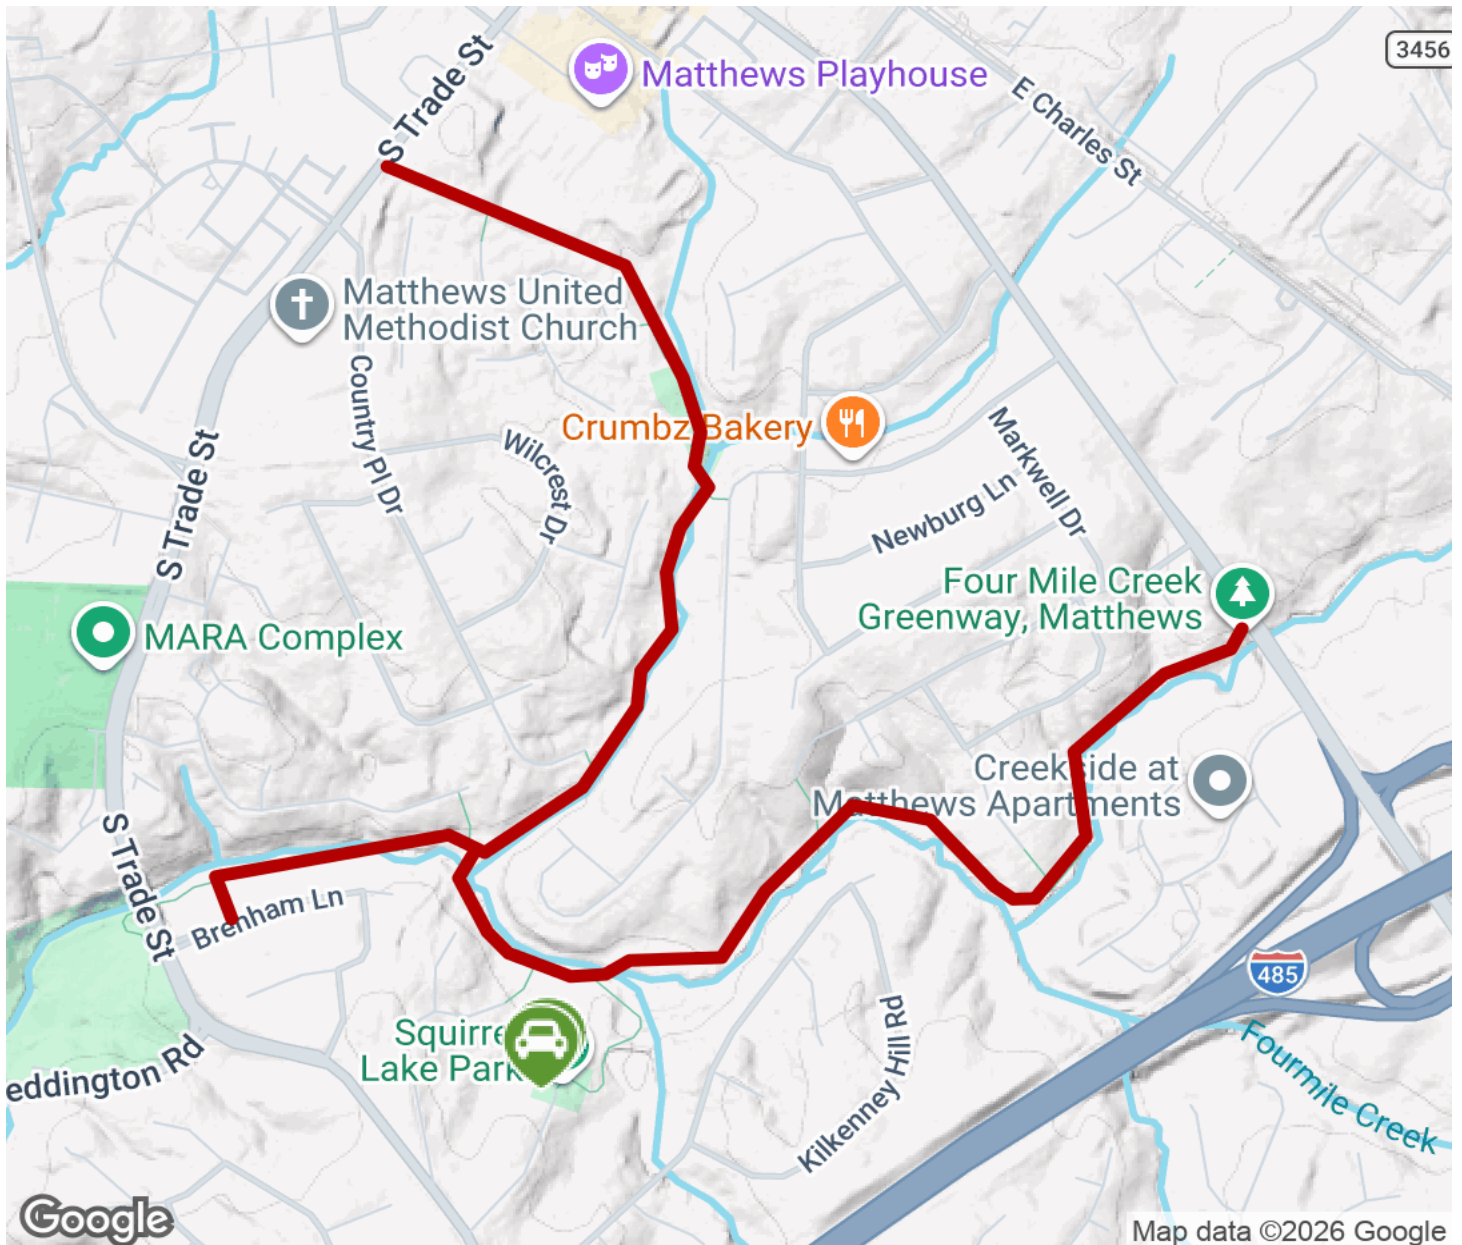 S Trade St
Matthews Playhouse
3456
E Charles St
Matthews United
Methodist Church
Country Pl Dr
Wilcrest Dr
Crumbz Bakery
Markwell Dr
Newburg Ln
S Trade St
Four Mile Creek
Greenway, Matthews
MARA Complex
Creekside at
Matthews Apartments
S Trade St
Brenham Ln
485
Squirre
Lake Park
Kilkenney Hill Rd
eddington Rd
Fourmile Creek
Google
Map data ©2026 Google